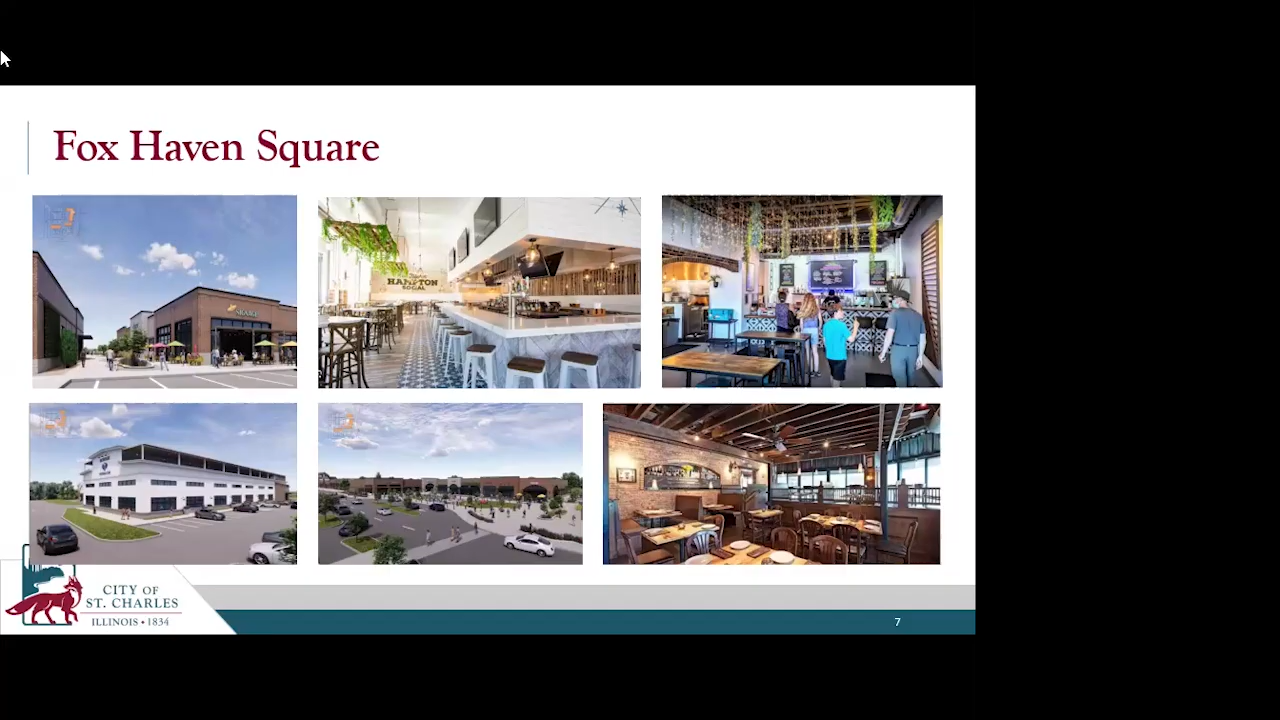 Fox Haven Square
HAMPTON
SOCIAL
CITY OF
ST. CHARLES
ILLINOIS • 1834
7